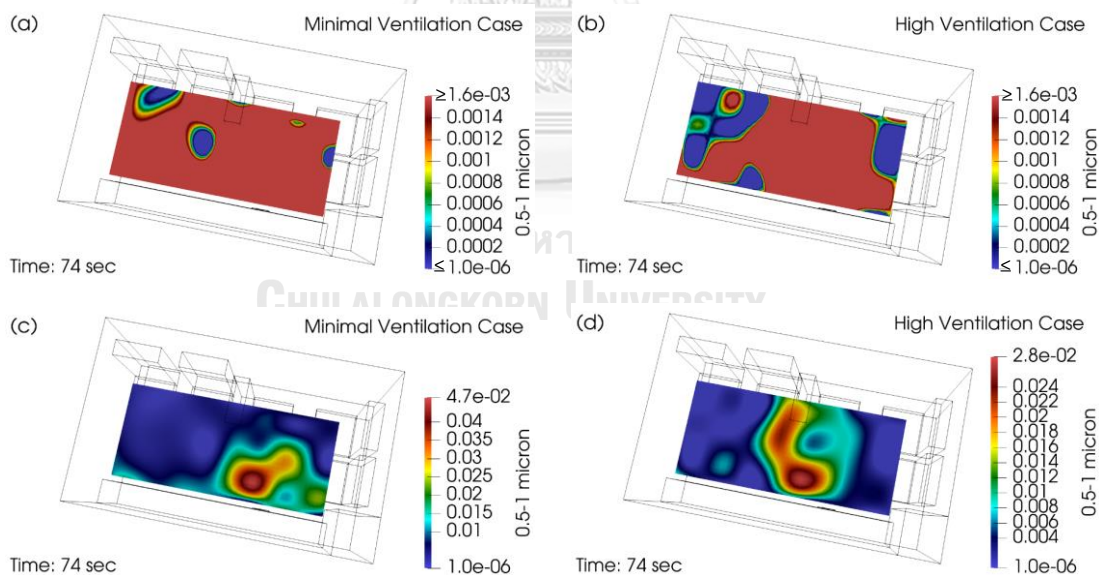 (a)
Minimal Ventilation Case
≥1.6e-03
0.0014
0.0012
0.001
0.0008
0.0006
0.0004
0.0002
≤1.0e-06
0.5-1 micron
Time: 74 sec
(b)
High Ventilation Case
≥1.6e-03
0.0014
0.0012
0.001
0.0008
0.0006
0.0004
0.0002
≤1.0e-06
0.5-1 micron
Time: 74 sec
CHULALONGKORN UNIVERSITY
(c)
Minimal Ventilation Case
4.7e-02
0.04
0.035
0.03
0.025
0.02
0.015
0.01
1.0e-06
0.5-1 micron
Time: 74 sec
(d)
High Ventilation Case
2.8e-02
0.024
0.022
0.02
0.018
0.016
0.014
0.012
0.01
0.008
0.006
0.004
1.0e-06
0.5-1 micron
Time: 74 sec